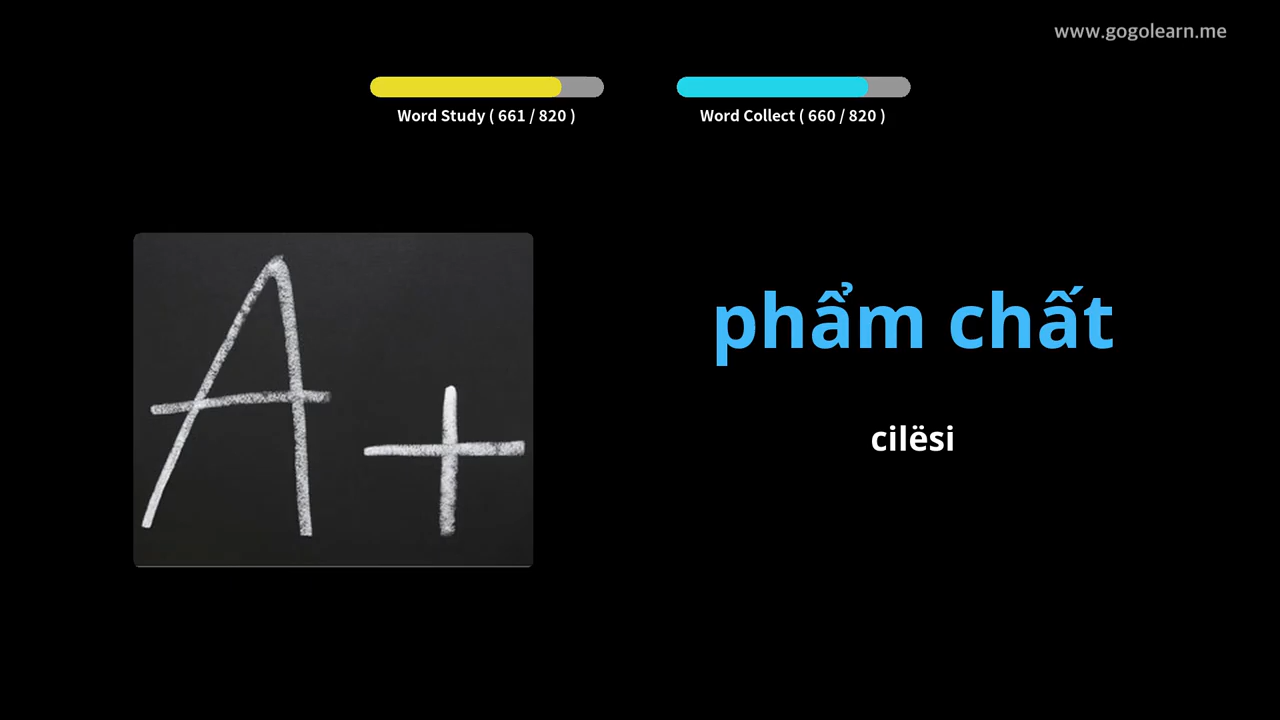 www.gogolearn.me
Word Study ( 661 / 820 )
Word Collect ( 660 / 820 )
A+
phẩm chất
cilësi